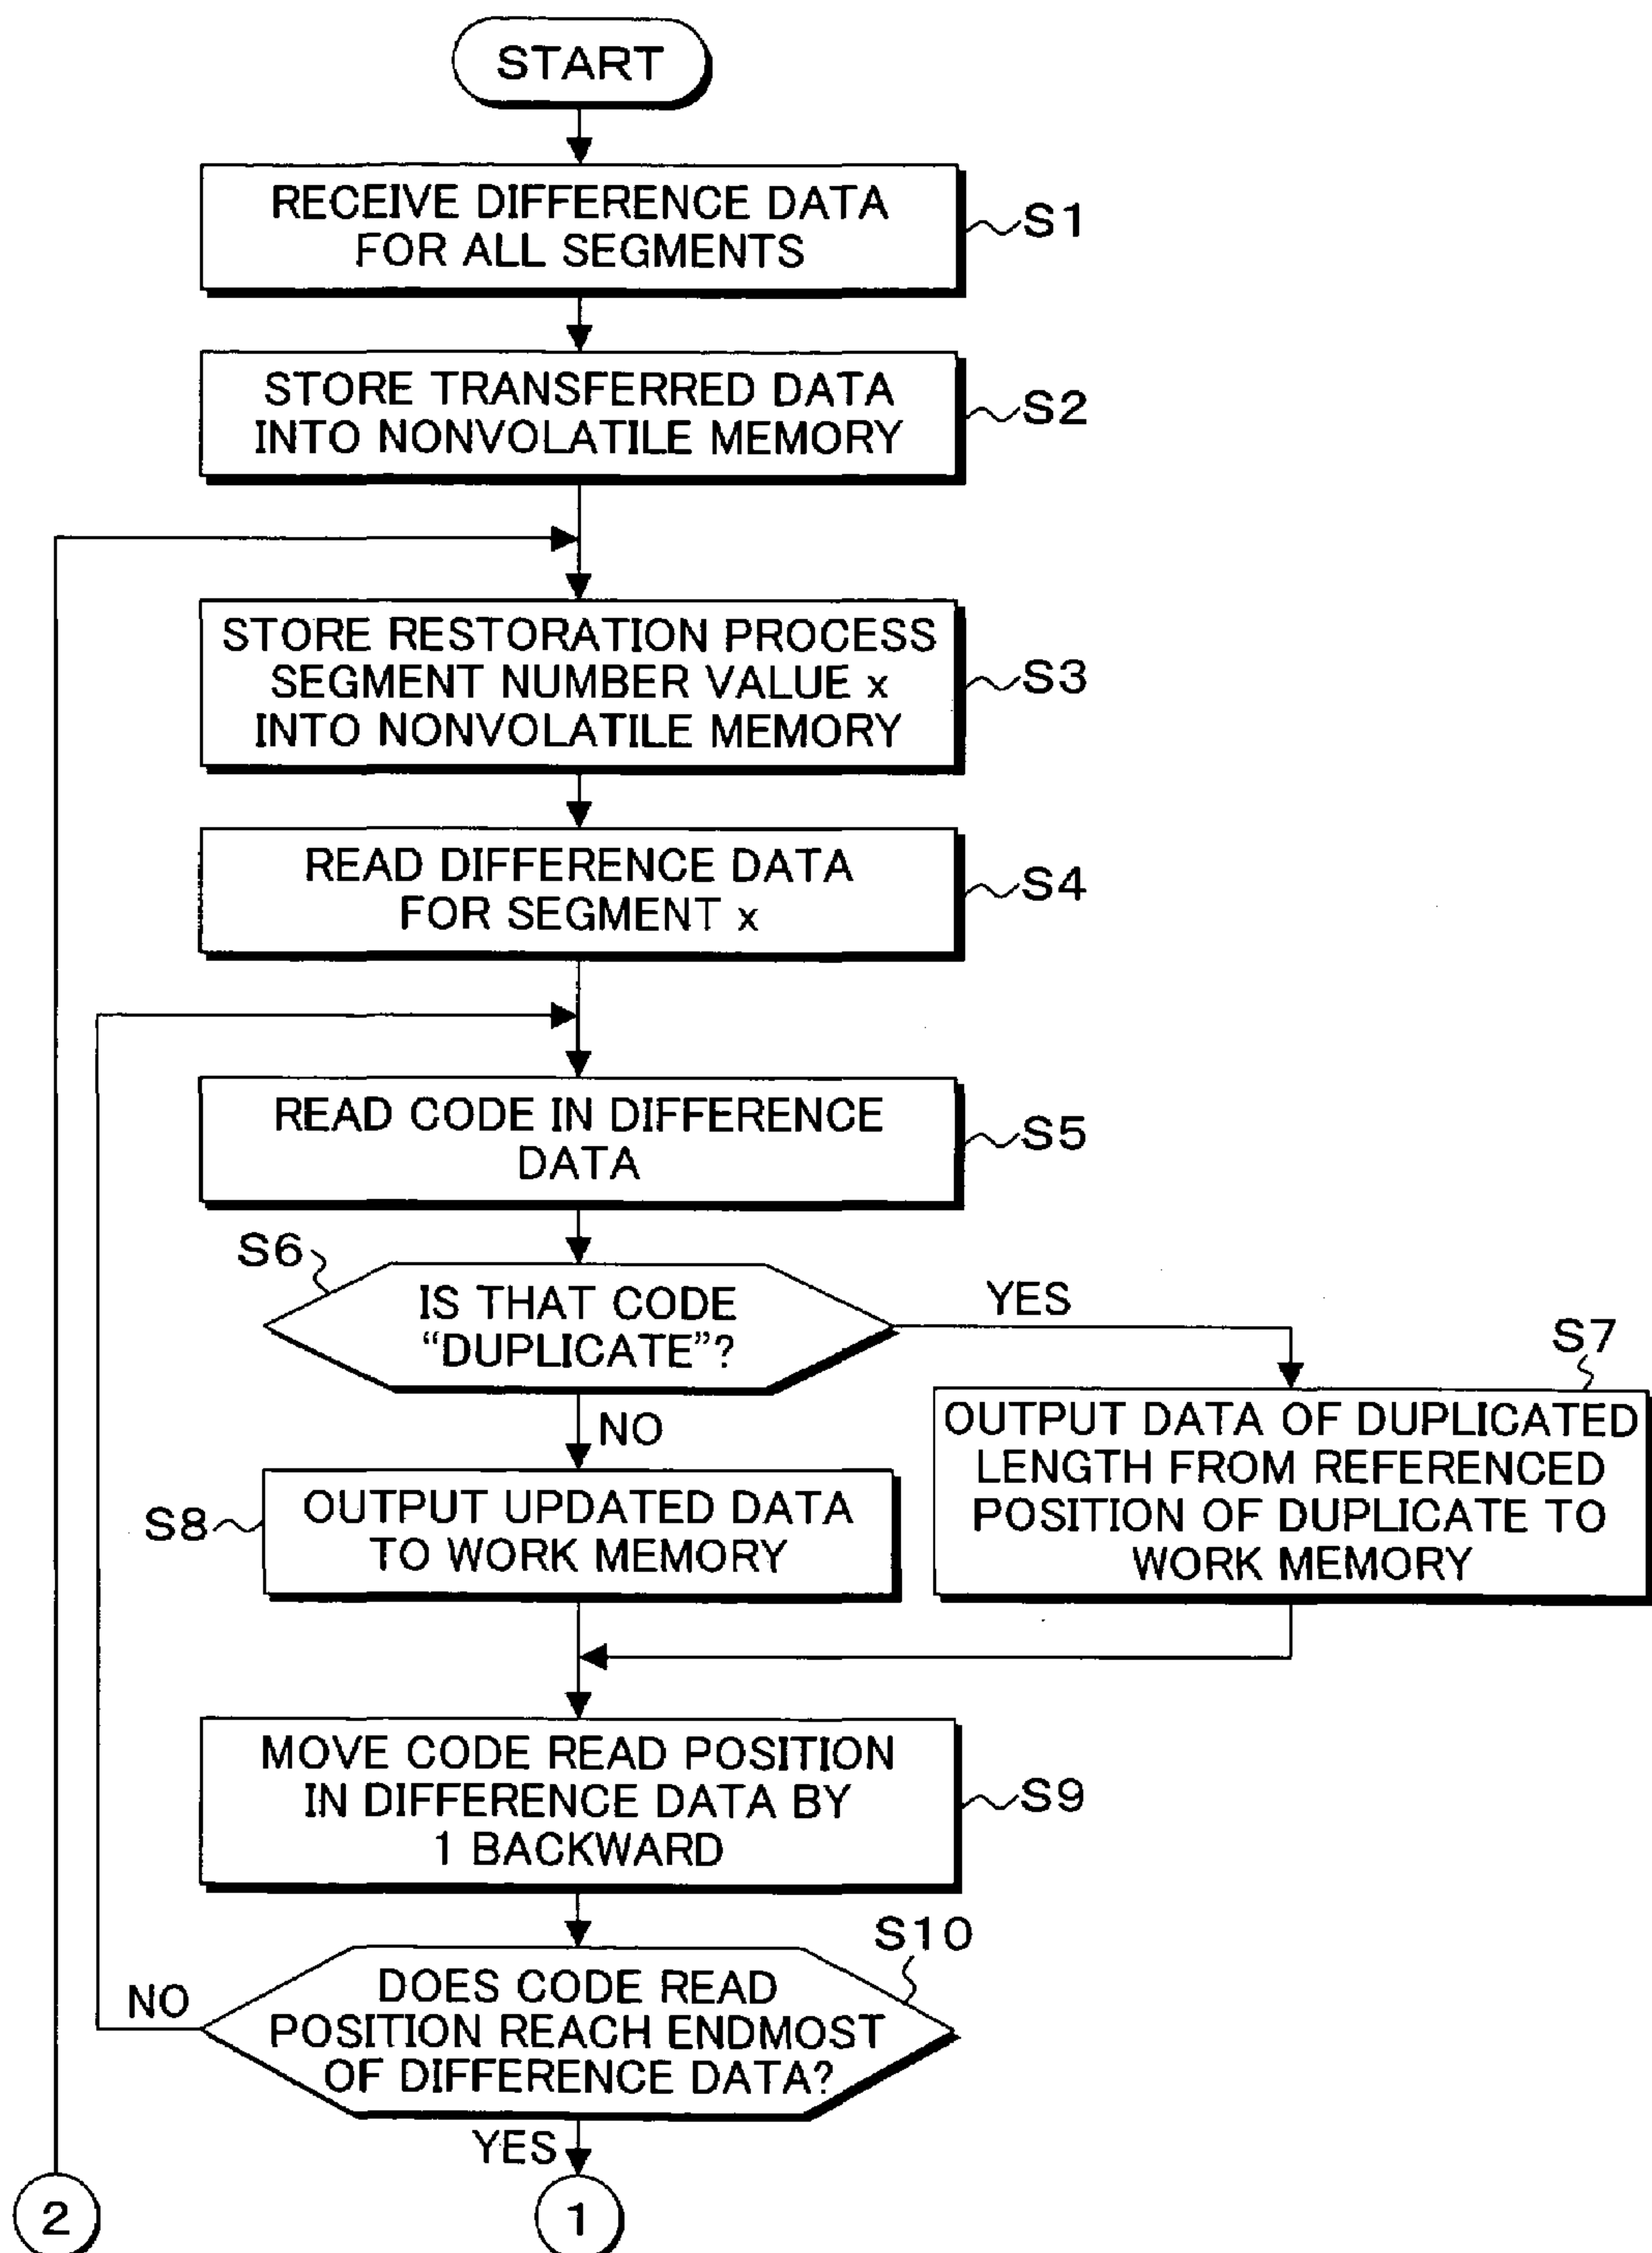 START
RECEIVE DIFFERENCE DATA
FOR ALL SEGMENTS
S1
STORE TRANSFERRED DATA
INTO NONVOLATILE MEMORY
S2
STORE RESTORATION PROCESS
SEGMENT NUMBER VALUE x
INTO NONVOLATILE MEMORY
S3
READ DIFFERENCE DATA
FOR SEGMENT x
S4
READ CODE IN DIFFERENCE
DATA
S5
S6
IS THAT CODE
“DUPLICATE”?
YES
NO
S7
OUTPUT DATA OF DUPLICATED
LENGTH FROM REFERENCED
POSITION OF DUPLICATE TO
WORK MEMORY
S8
OUTPUT UPDATED DATA
TO WORK MEMORY
MOVE CODE READ POSITION
IN DIFFERENCE DATA BY
1 BACKWARD
S9
S10
DOES CODE READ
POSITION REACH ENDMOST
OF DIFFERENCE DATA?
NO
YES
2
1